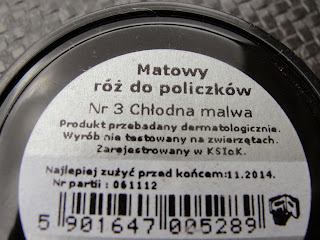 Matowy
róż do policzków
Nr 3 Chłodna malwa
Produkt przebadany dermatologicznie.
Wyrób nie testowany na zwierzętach.
Zarejestrowany w KSIoK.
Najlepiej zużyć przed końcem:11.2014.
Nr partii : 061112
5 901647 005289